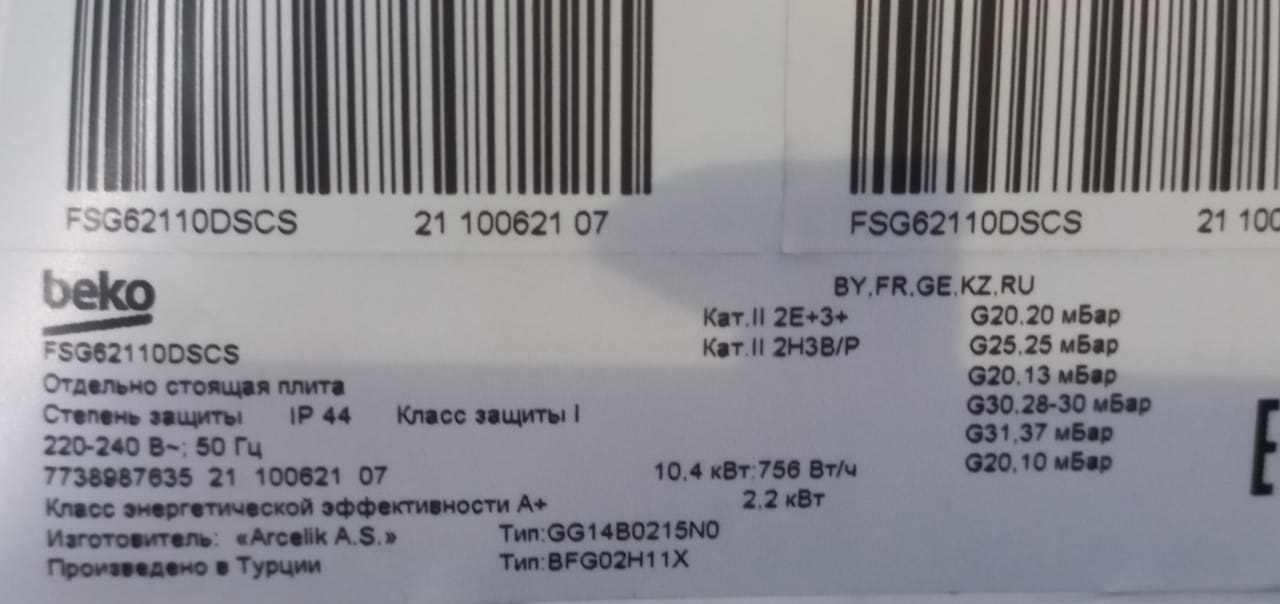 FSG62110DSCS 21 100621 07
FSG62110DSCS 21 100
beko
FSG62110DSCS
Отдельно стоящая плита
Степень защиты IP 44 Класс защиты I
220-240 В~; 50 Гц
7738987635 21 100621 07
Класс энергетической эффективности А+
Изготовитель: «Arcelik A.S.»
Произведено в Турции
10,4 кВт:756 Вт/ч
2,2 кВт
Тип:GG14B0215N0
Тип:BFG02H11X
BY,FR,GE,KZ,RU
Кат.II 2E+3+
Кат.II 2H3B/P
G20,20 мБар
G25,25 мБар
G20,13 мБар
G30,28-30 мБар
G31,37 мБар
G20,10 мБар